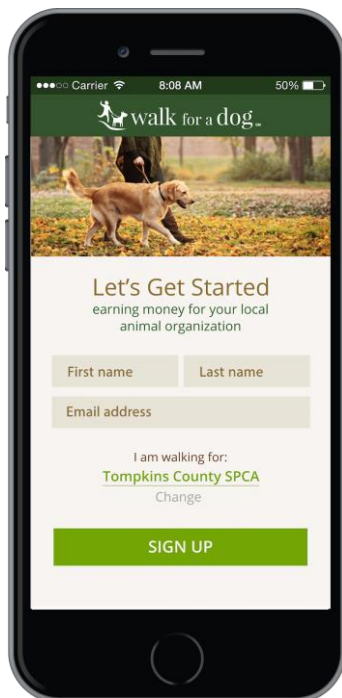 Carrier 8:08 AM 50%
walk for a dog
Let's Get Started
earning money for your local
animal organization
First name Last name
Email address
I am walking for:
Tompkins County SPCA
Change
SIGN UP